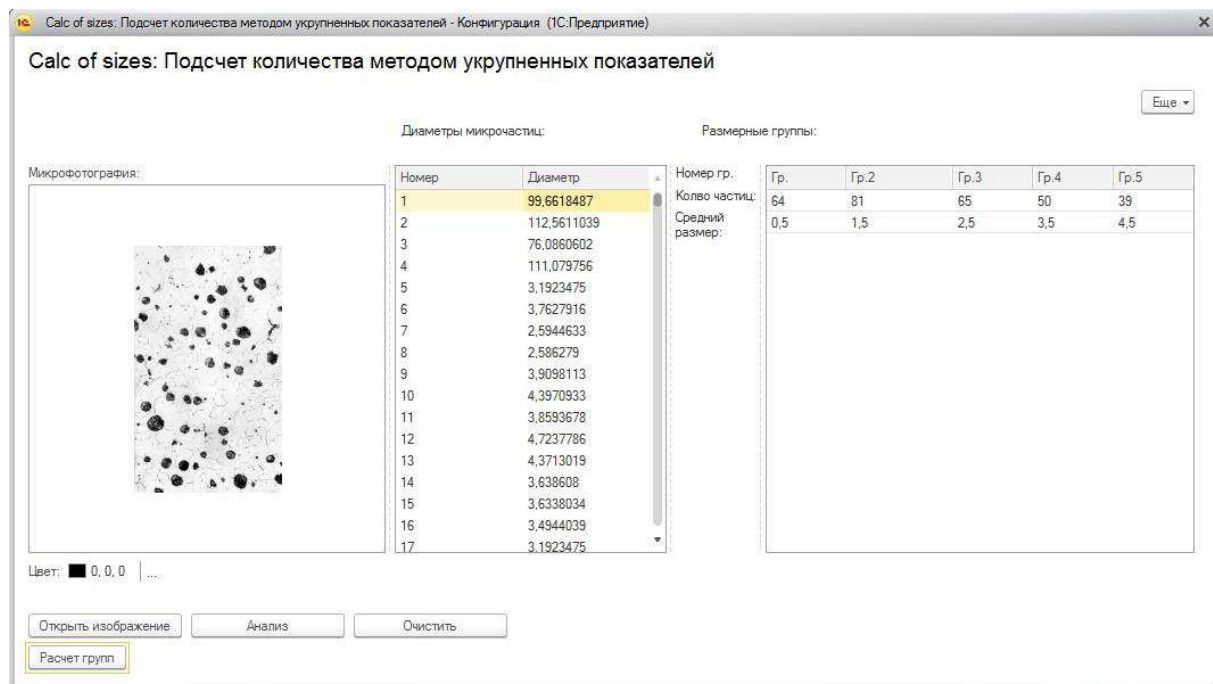 Calc of sizes: Подсчет количества методом укрупненных показателей - Конфигурация (1С:Предприятие)
Calc of sizes: Подсчет количества методом укрупненных показателей
Еще
Диаметры микрочастиц: Размерные группы:
Микрофотография:
Номер Диаметр
1 99,6618487
2 112,5611039
3 76,0860602
4 111,079756
5 3,1923475
6 3,7627916
7 2,5944633
8 2,586279
9 3,9098113
10 4,3970933
11 3,8593678
12 4,7237786
13 4,3713019
14 3,638608
15 3,6338034
16 3,4944039
17 3,1923475
Номер гр. Гр. Гр.2 Гр.3 Гр.4 Гр.5
Колво частиц: 64 81 65 50 39
Средний размер: 0,5 1,5 2,5 3,5 4,5
Цвет: 0, 0, 0 ...
Открыть изображение Анализ Очистить
Расчет групп